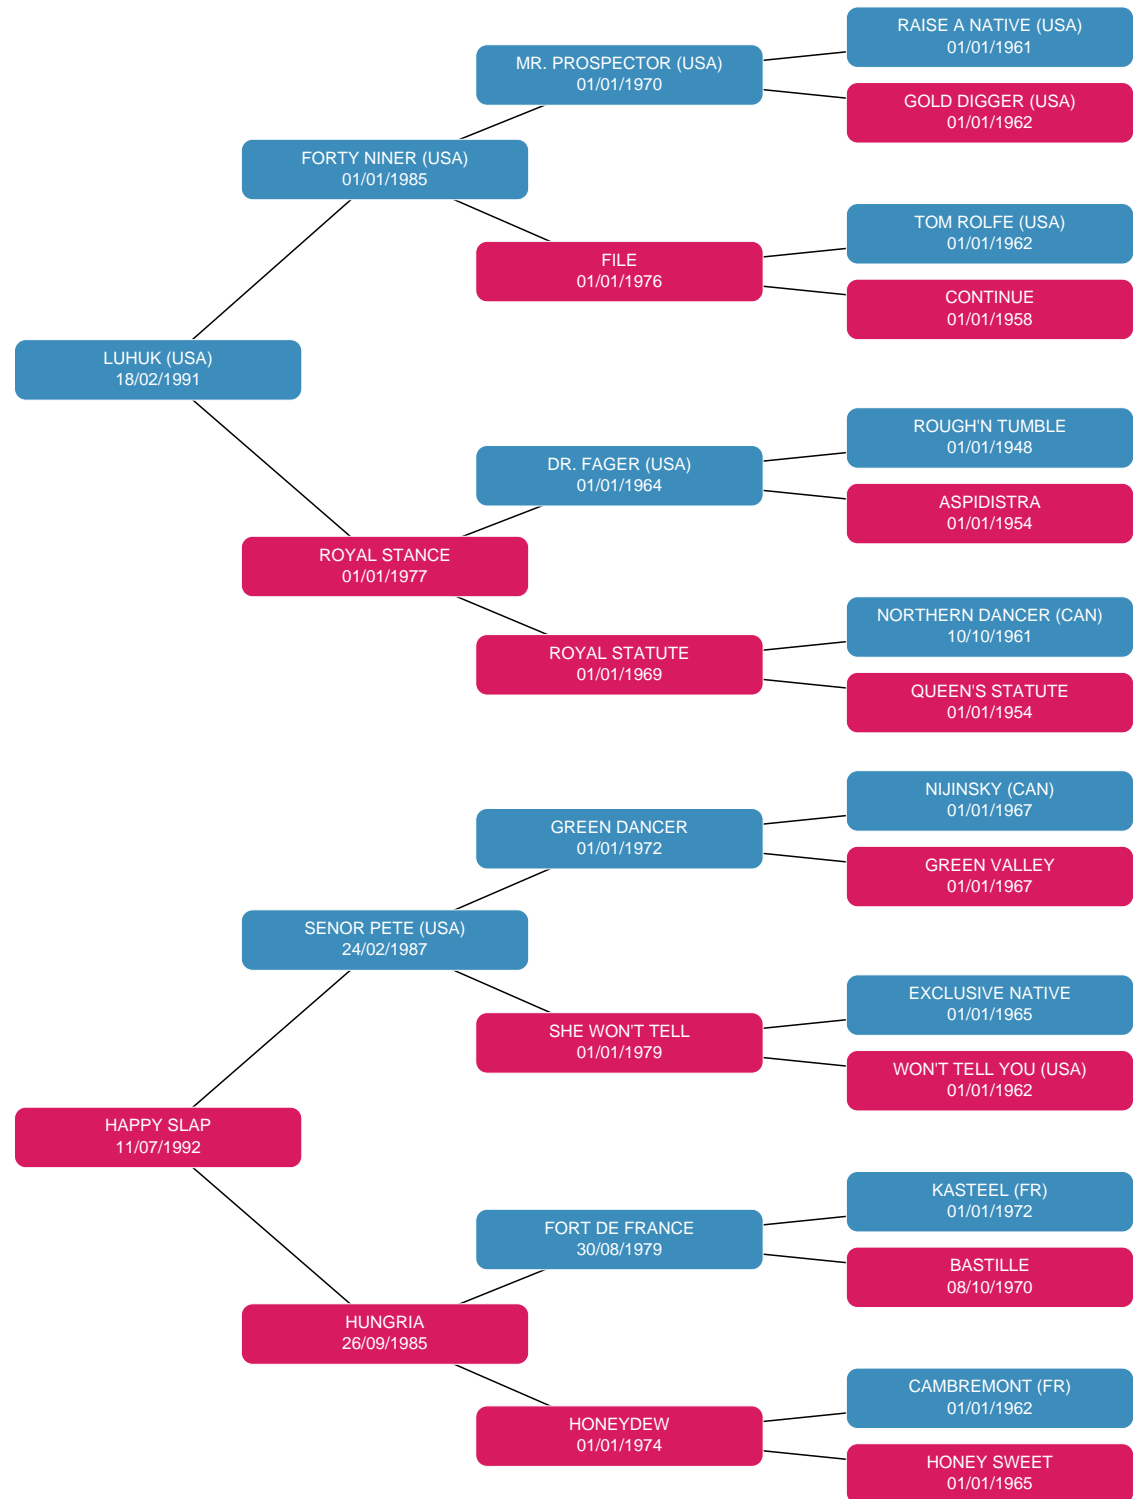 RAISE A NATIVE (USA)
01/01/1961
MR. PROSPECTOR (USA)
01/01/1970
GOLD DIGGER (USA)
01/01/1962
FORTY NINER (USA)
01/01/1985
TOM ROLFE (USA)
01/01/1962
FILE
01/01/1976
CONTINUE
01/01/1958
LUHUK (USA)
18/02/1991
ROUGH'N TUMBLE
01/01/1948
DR. FAGER (USA)
01/01/1964
ASPIDISTRA
01/01/1954
ROYAL STANCE
01/01/1977
NORTHERN DANCER (CAN)
10/10/1961
ROYAL STATUTE
01/01/1969
QUEEN'S STATUTE
01/01/1954
NIJINSKY (CAN)
01/01/1967
GREEN DANCER
01/01/1972
GREEN VALLEY
01/01/1967
SENOR PETE (USA)
24/02/1987
EXCLUSIVE NATIVE
01/01/1965
SHE WON'T TELL
01/01/1979
WON'T TELL YOU (USA)
01/01/1962
HAPPY SLAP
11/07/1992
KASTEEL (FR)
01/01/1972
FORT DE FRANCE
30/08/1979
BASTILLE
08/10/1970
HUNGRIA
26/09/1985
CAMBREMONT (FR)
01/01/1962
HONEYDEW
01/01/1974
HONEY SWEET
01/01/1965